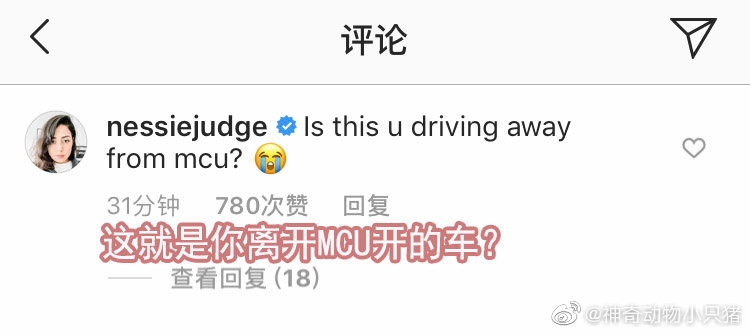 评论
nessiejudge Is this u driving away
from mcu? 😭
31分钟 780次赞 回复
这就是你离开MCU开的车?
查看回复 (18)
@神奇动物小只猪